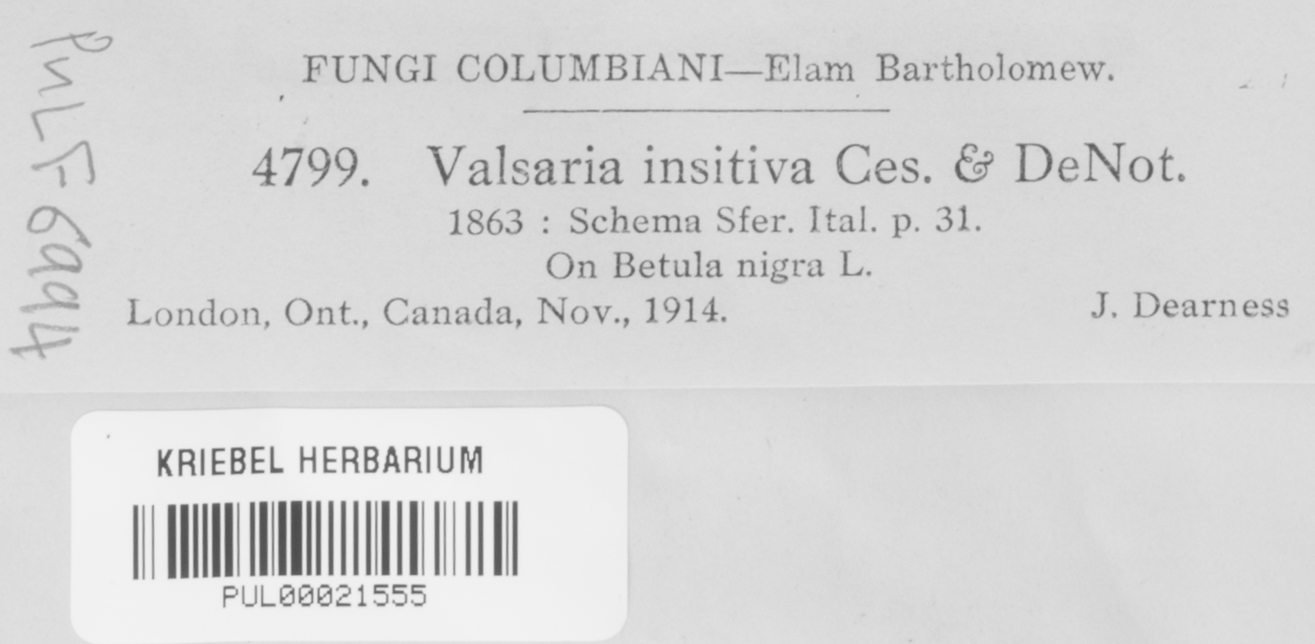 FUNGI COLUMBIANI—Elam Bartholomew.
4799. Valsaria insitiva Ces. & DeNot.
1863 : Schema Sfer. Ital. p. 31.
On Betula nigra L.
London, Ont., Canada, Nov., 1914. J. Dearness
PUL F 6994
KRIEBEL HERBARIUM
PUL00021555